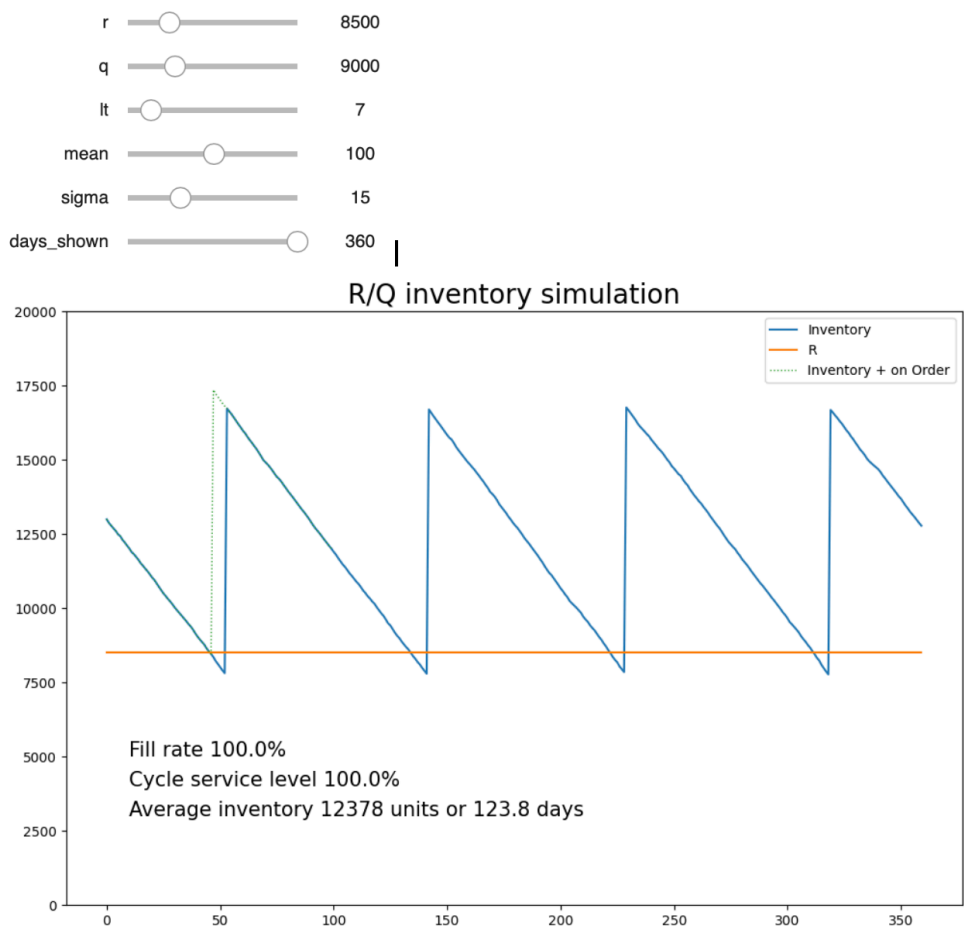 r 8500
q 9000
lt 7
mean 100
sigma 15
days_shown 360
R/Q inventory simulation
20000
17500
15000
12500
10000
7500
5000
2500
0
Inventory
R
Inventory + on Order
Fill rate 100.0%
Cycle service level 100.0%
Average inventory 12378 units or 123.8 days
0 50 100 150 200 250 300 350